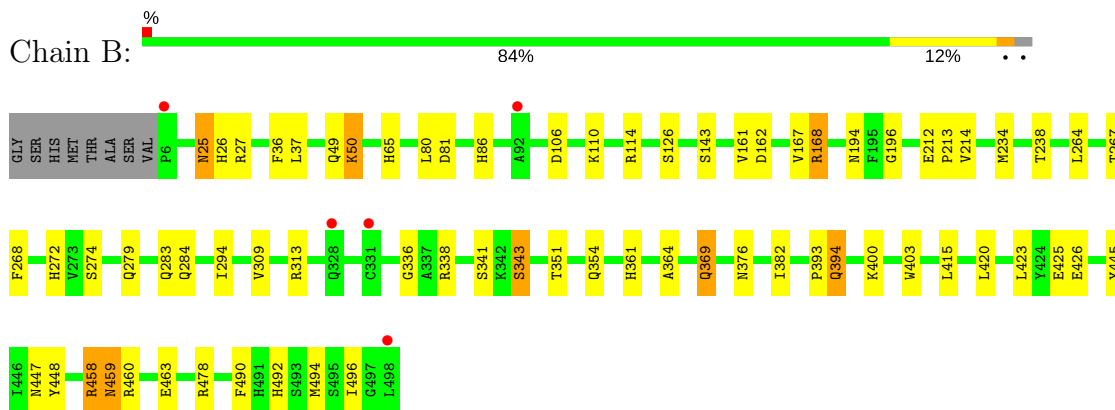 %
Chain B:
84% 12% • •
GLY SER HIS MET THR ALA SER VAL P6 N25 H26 R27 F36 L37 Q49 K50 H65 L80 D81 H86 A92 D106 K110 R114 S126 S143 V161 D162 V167 R168 N194 F195 G196 E212 P213 V214 M234 T238 L264 T267
F268 H272 V273 S274 Q279 Q283 Q284 I294 V309 R313 Q328 C331 G336 A337 R338 S341 K342 S343 T351 Q354 H361 A364 Q369 N376 I382 P393 Q394 K400 E403 L415 L420 L423 Y424 E425 E426
I446 N447 Y448 R458 N459 R460 E463 R478 F490 H491 H492 S493 M494 S495 I496 G497 L498